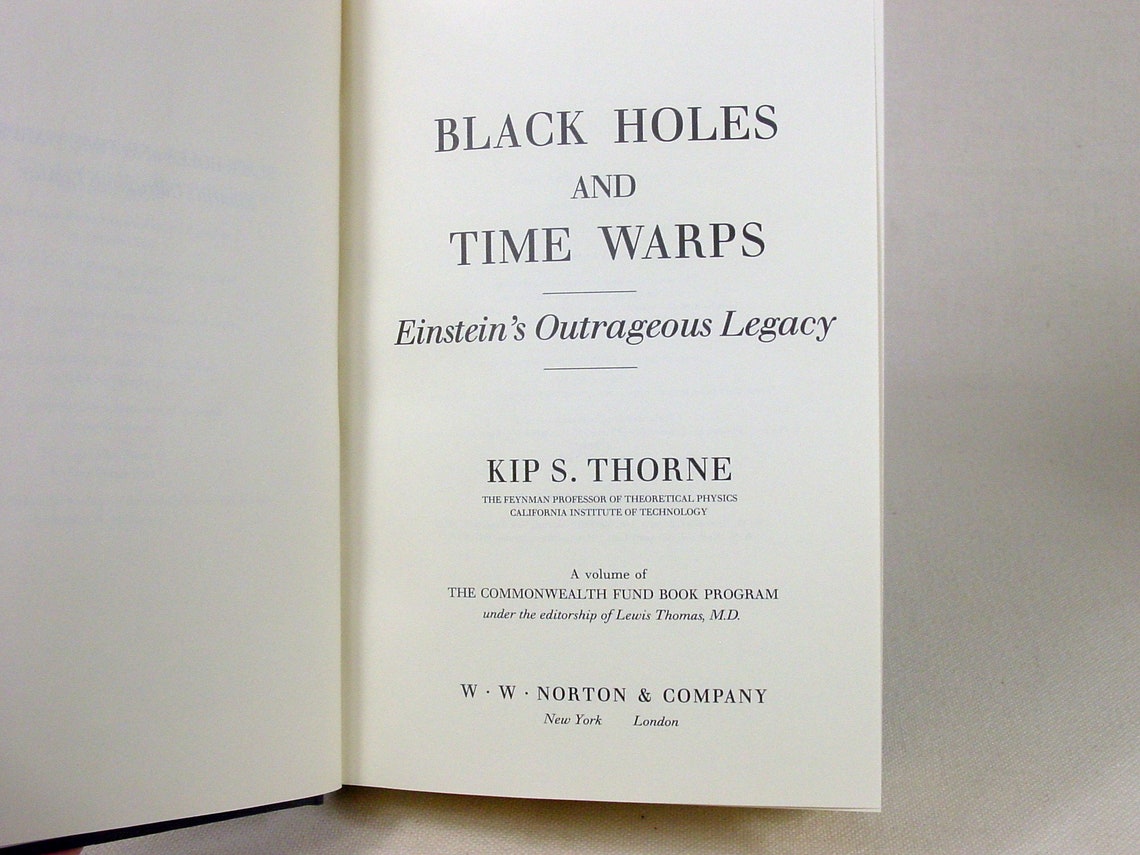 BLACK HOLES
AND
TIME WARPS
Einstein's Outrageous Legacy
KIP S. THORNE
THE FEYNMAN PROFESSOR OF THEORETICAL PHYSICS
CALIFORNIA INSTITUTE OF TECHNOLOGY
A volume of
THE COMMONWEALTH FUND BOOK PROGRAM
under the editorship of Lewis Thomas, M.D.
W · W · NORTON & COMPANY
New York London